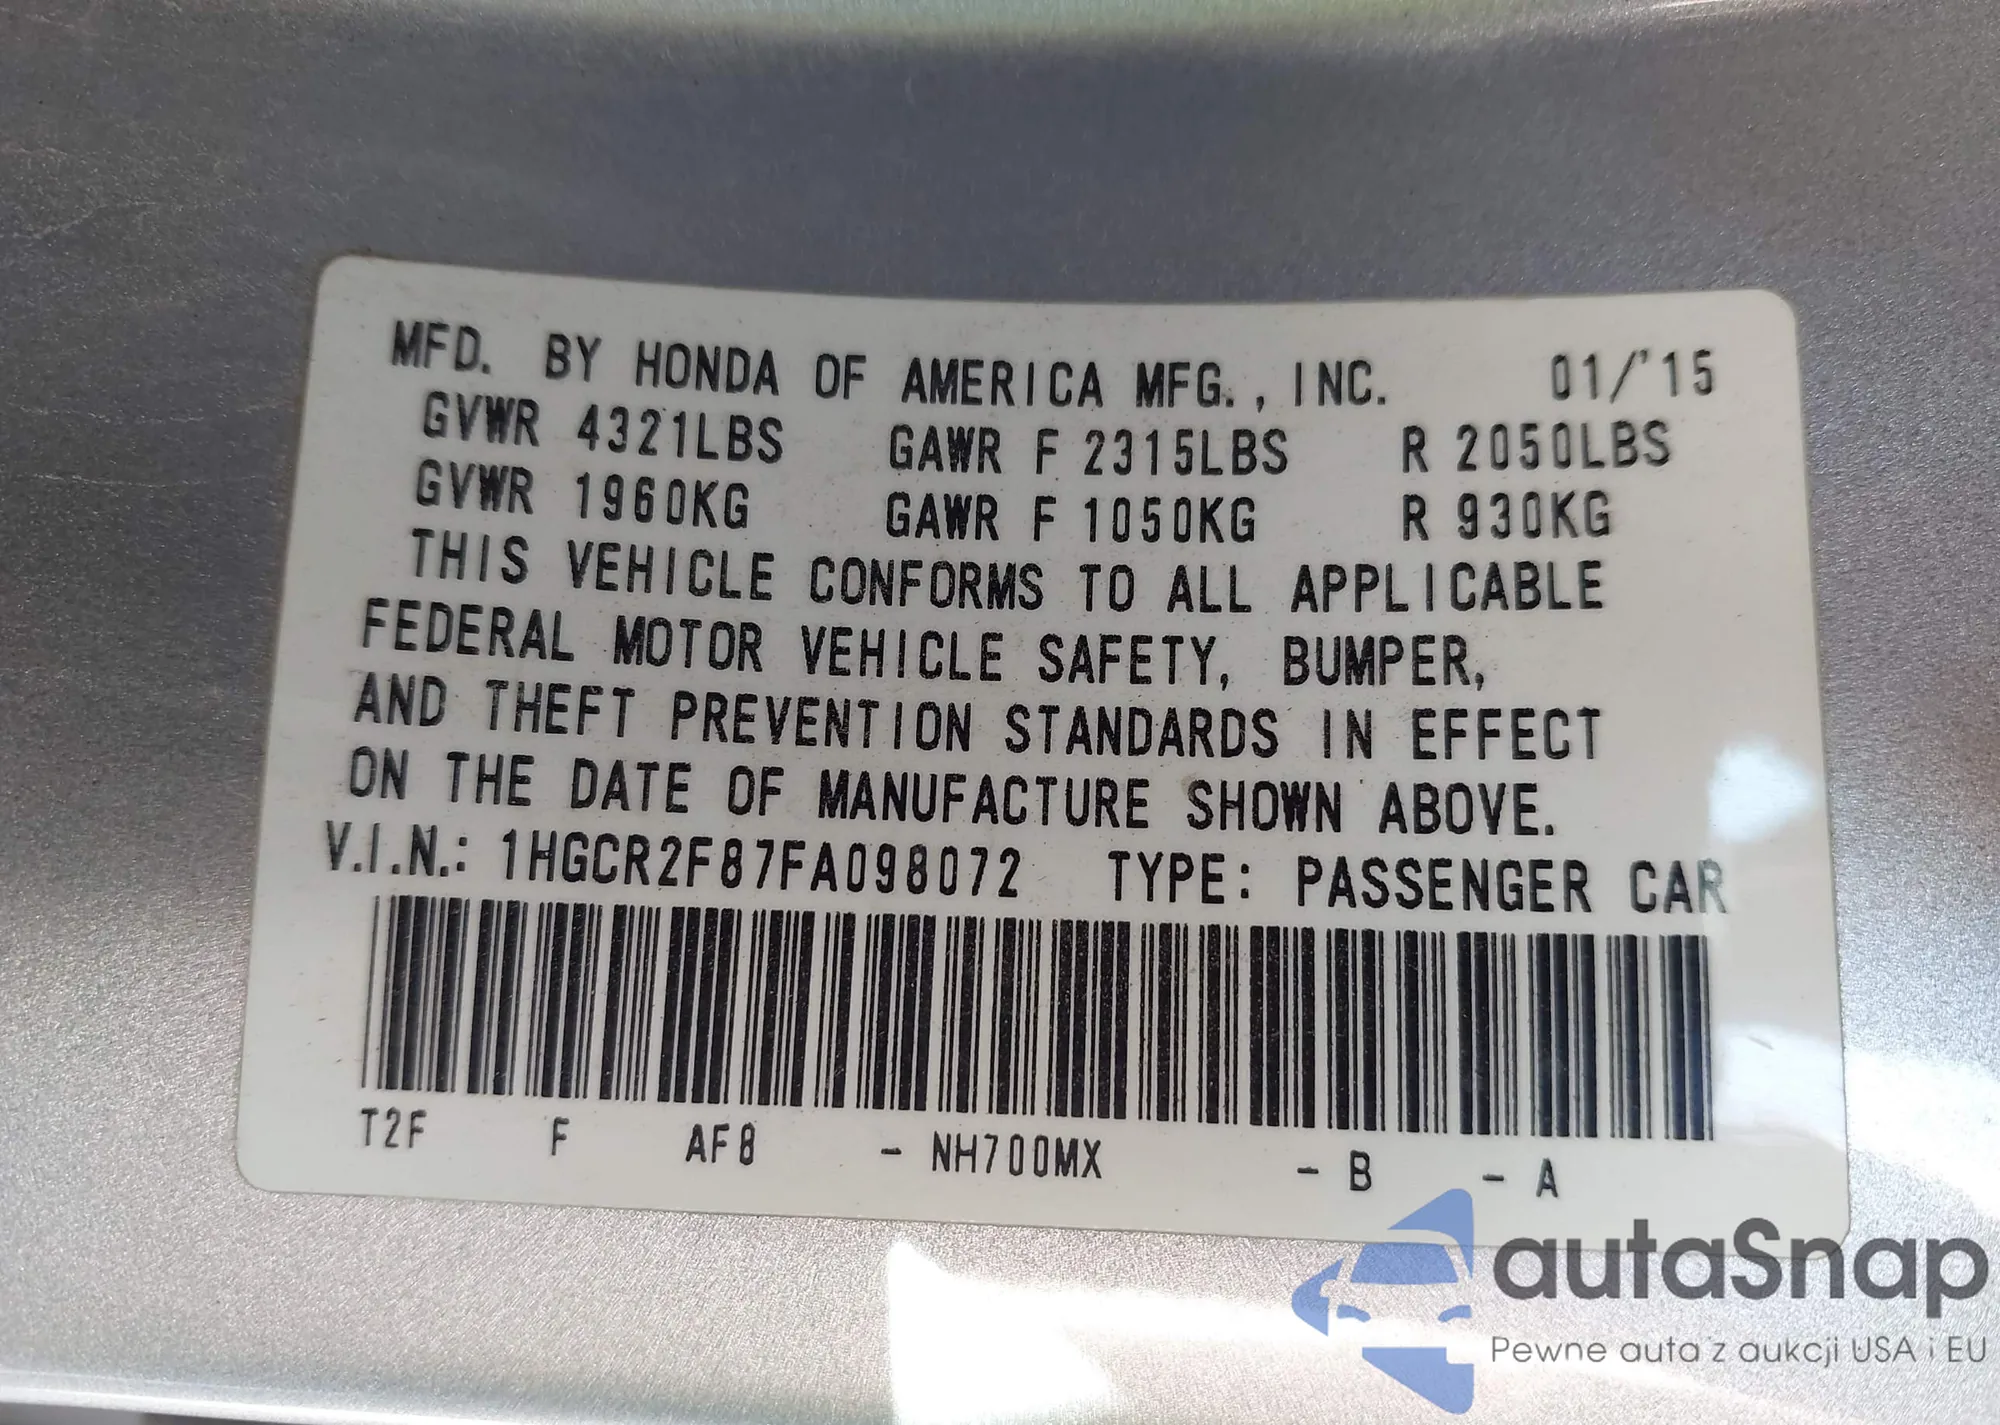 MFD. BY HONDA OF AMERICA MFG., INC. 01/'15
GVWR 4321LBS GAWR F 2315LBS R 2050LBS
GVWR 1960KG GAWR F 1050KG R 930KG
THIS VEHICLE CONFORMS TO ALL APPLICABLE
FEDERAL MOTOR VEHICLE SAFETY, BUMPER,
AND THEFT PREVENTION STANDARDS IN EFFECT
ON THE DATE OF MANUFACTURE SHOWN ABOVE.
V.I.N.: 1HGCR2F87FA098072 TYPE: PASSENGER CAR
T2F F AF8 - NH700MX - B - A
autaSnap
Pewne auta z aukcji USA i EU